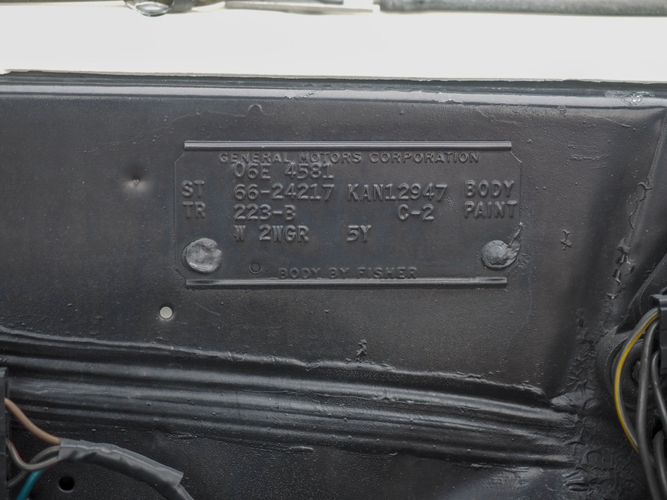 GENERAL MOTORS CORPORATION
06E 4581
ST 66-24217 KAN12947 BODY
TR 223-B C-2 PAINT
W 2WGR 5Y
BODY BY FISHER